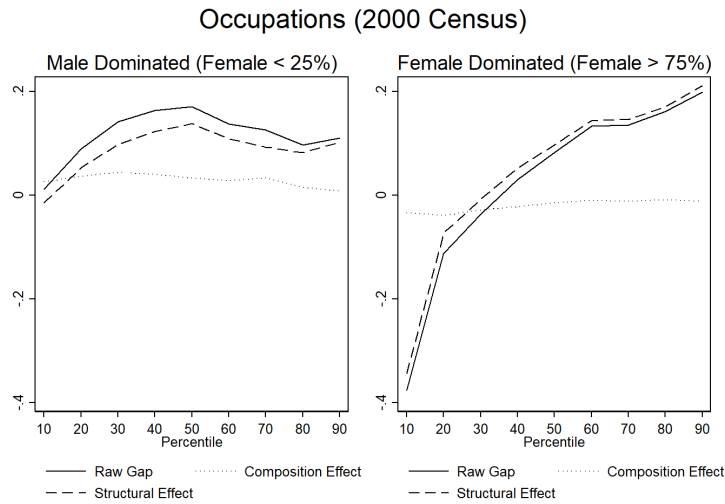 Occupations (2000 Census)
Male Dominated (Female < 25%)
.2
0
-.2
-.4
10 20 30 40 50 60 70 80 90
Percentile
Raw Gap
Composition Effect
Structural Effect
Female Dominated (Female > 75%)
.2
0
-.2
-.4
10 20 30 40 50 60 70 80 90
Percentile
Raw Gap
Composition Effect
Structural Effect